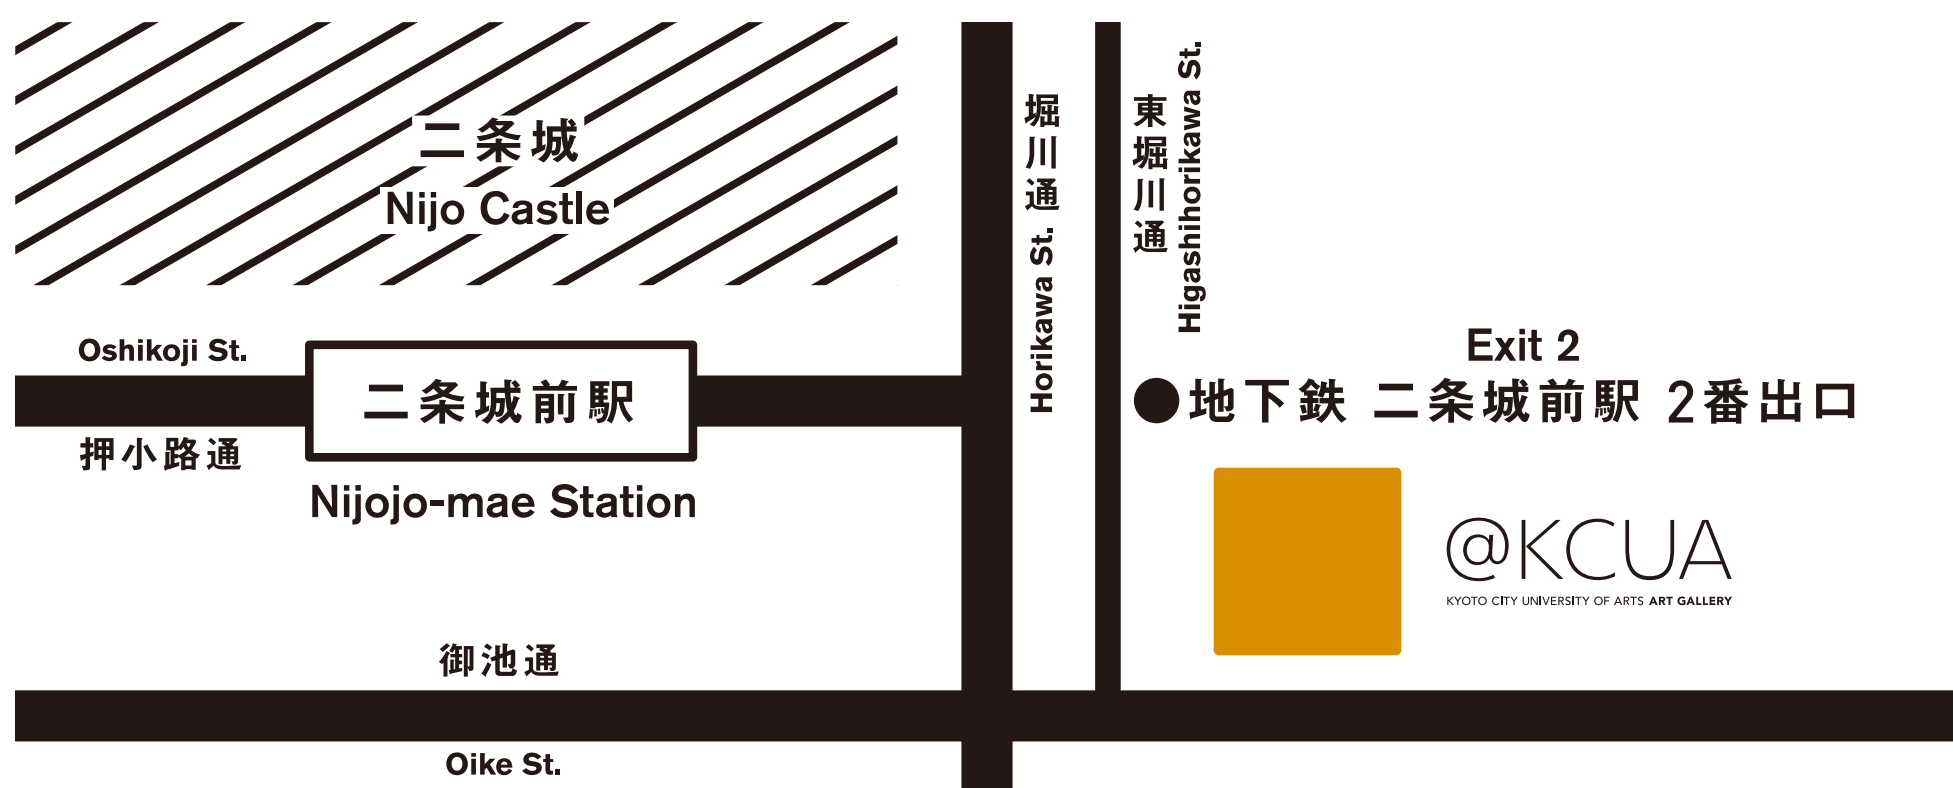 二条城
Nijo Castle
堀川通
Horikawa St.
東堀川通
Higashihorikawa St.
Oshikoji St.
押小路通
二条城前駅
Nijojo-mae Station
Exit 2
地下鉄 二条城前駅 2番出口
@KCUA
KYOTO CITY UNIVERSITY OF ARTS ART GALLERY
御池通
Oike St.